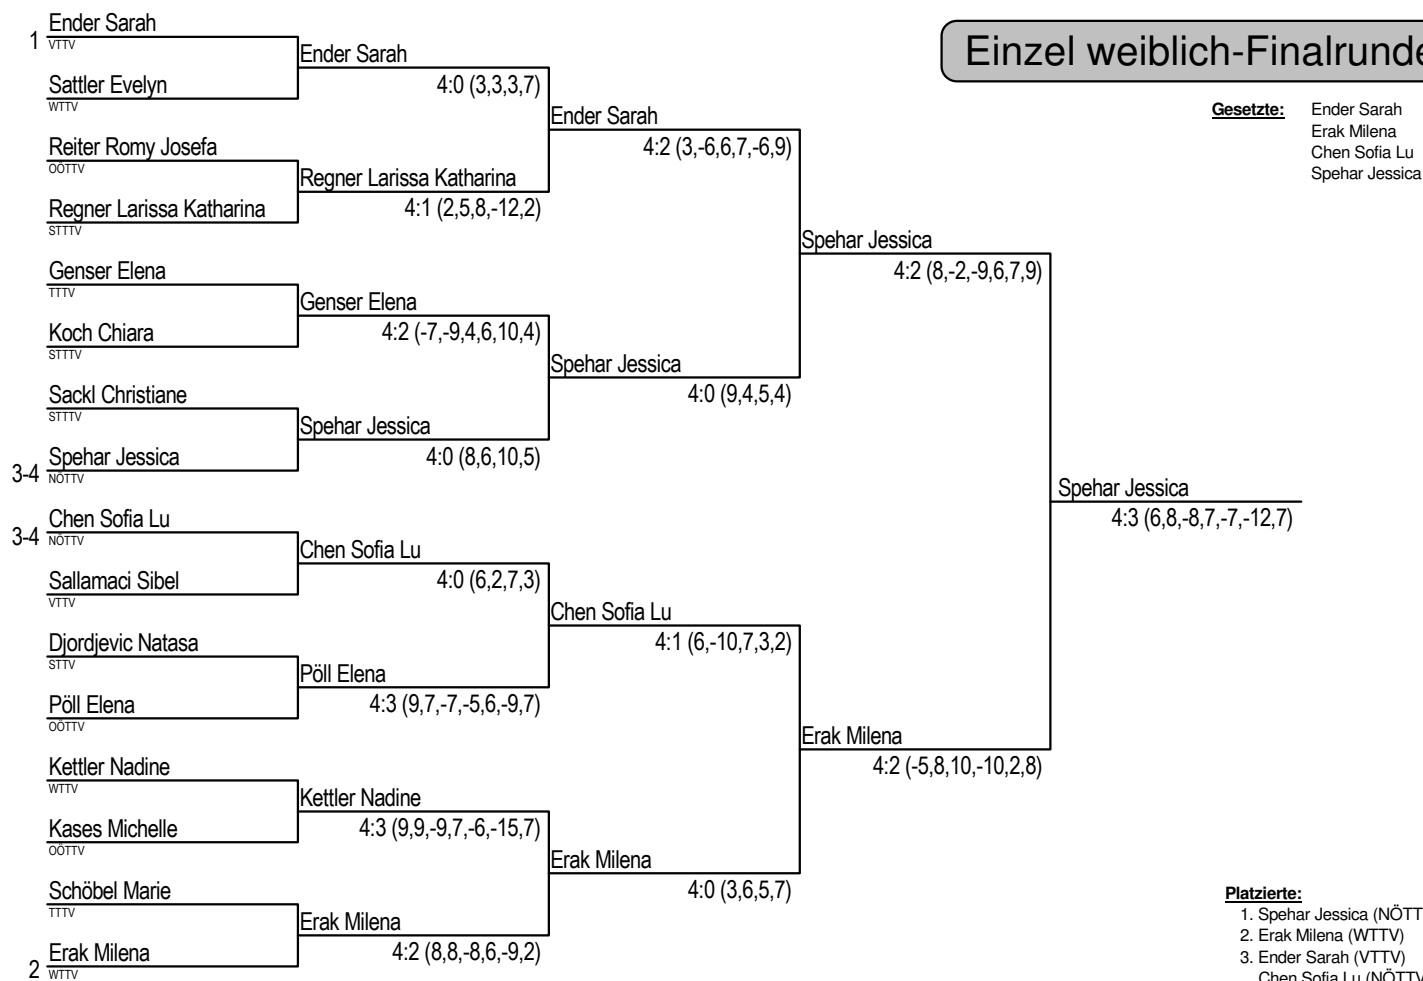 Einzel weiblich-Finalrunde
Gesetzte: Ender Sarah
Erak Milena
Chen Sofia Lu
Spehar Jessica
1 Ender Sarah
VTTV
Sattler Evelyn
WTTV
Reiter Romy Josefa
OÖTTV
Regner Larissa Katharina
STTTV
Genser Elena
TTTV
Koch Chiara
STTTV
Sackl Christiane
STTTV
3-4 Spehar Jessica
NÖTTV
3-4 Chen Sofia Lu
NÖTTV
Sallamaci Sibel
VTTV
Djordjevic Natasa
STTV
Pöll Elena
OÖTTV
Kettler Nadine
WTTV
Kases Michelle
OÖTTV
Schöbel Marie
TTTV
2 Erak Milena
WTTV
Ender Sarah
4:0 (3,3,3,7)
Regner Larissa Katharina
4:1 (2,5,8,-12,2)
Genser Elena
4:2 (-7,-9,4,6,10,4)
Spehar Jessica
4:0 (8,6,10,5)
Chen Sofia Lu
4:0 (6,2,7,3)
Pöll Elena
4:3 (9,7,-7,-5,6,-9,7)
Kettler Nadine
4:3 (9,9,-9,7,-6,-15,7)
Erak Milena
4:2 (8,8,-8,6,-9,2)
Ender Sarah
4:2 (3,-6,6,7,-6,9)
Spehar Jessica
4:0 (9,4,5,4)
Chen Sofia Lu
4:1 (6,-10,7,3,2)
Erak Milena
4:0 (3,6,5,7)
Spehar Jessica
4:2 (8,-2,-9,6,7,9)
Erak Milena
4:2 (-5,8,10,-10,2,8)
Spehar Jessica
4:3 (6,8,-8,7,-7,-12,7)
Platzierte:
1. Spehar Jessica (NÖTT
2. Erak Milena (WTTV)
3. Ender Sarah (VTTV)
Chen Sofia Lu (NÖTTV